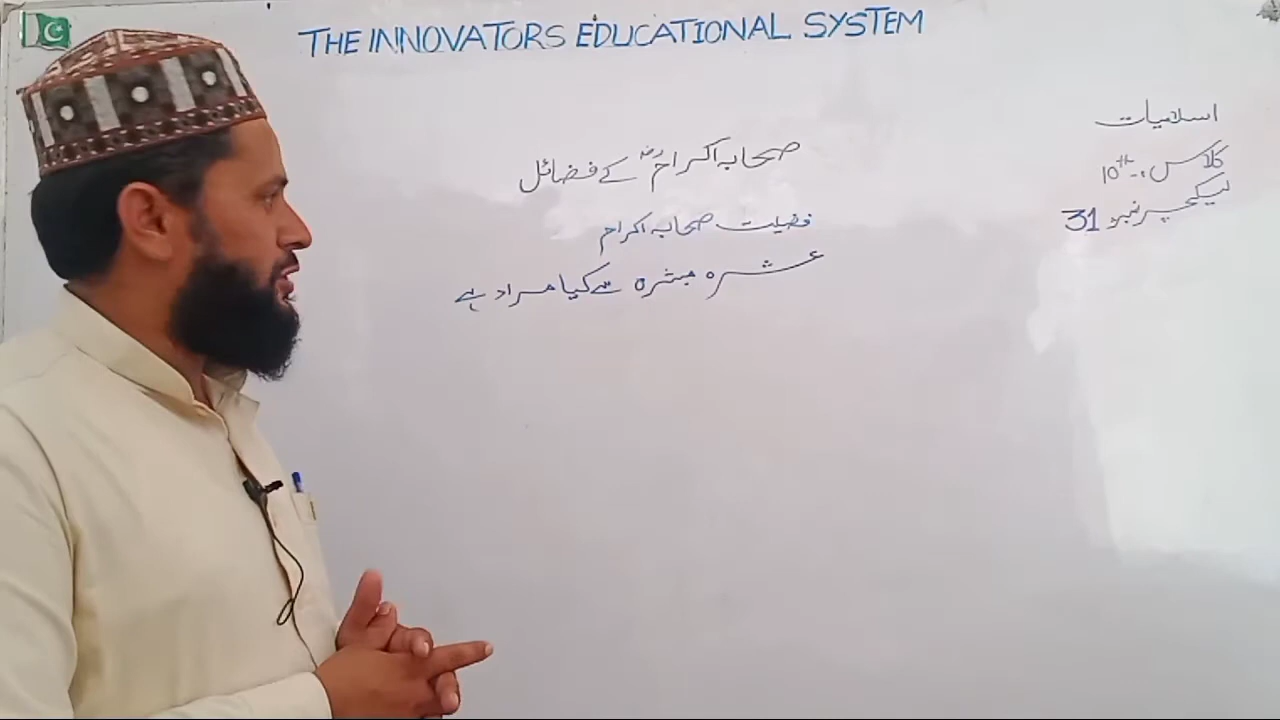 THE INNOVATORS EDUCATIONAL SYSTEM
اسلامیات
کلاس :- 10th
لیکچر نمبر 31
صحابہ اکرامؓ کے فضائل
فضیلت صحابہ اکرام
عشرہ مبشرہ سے کیا مراد ہے